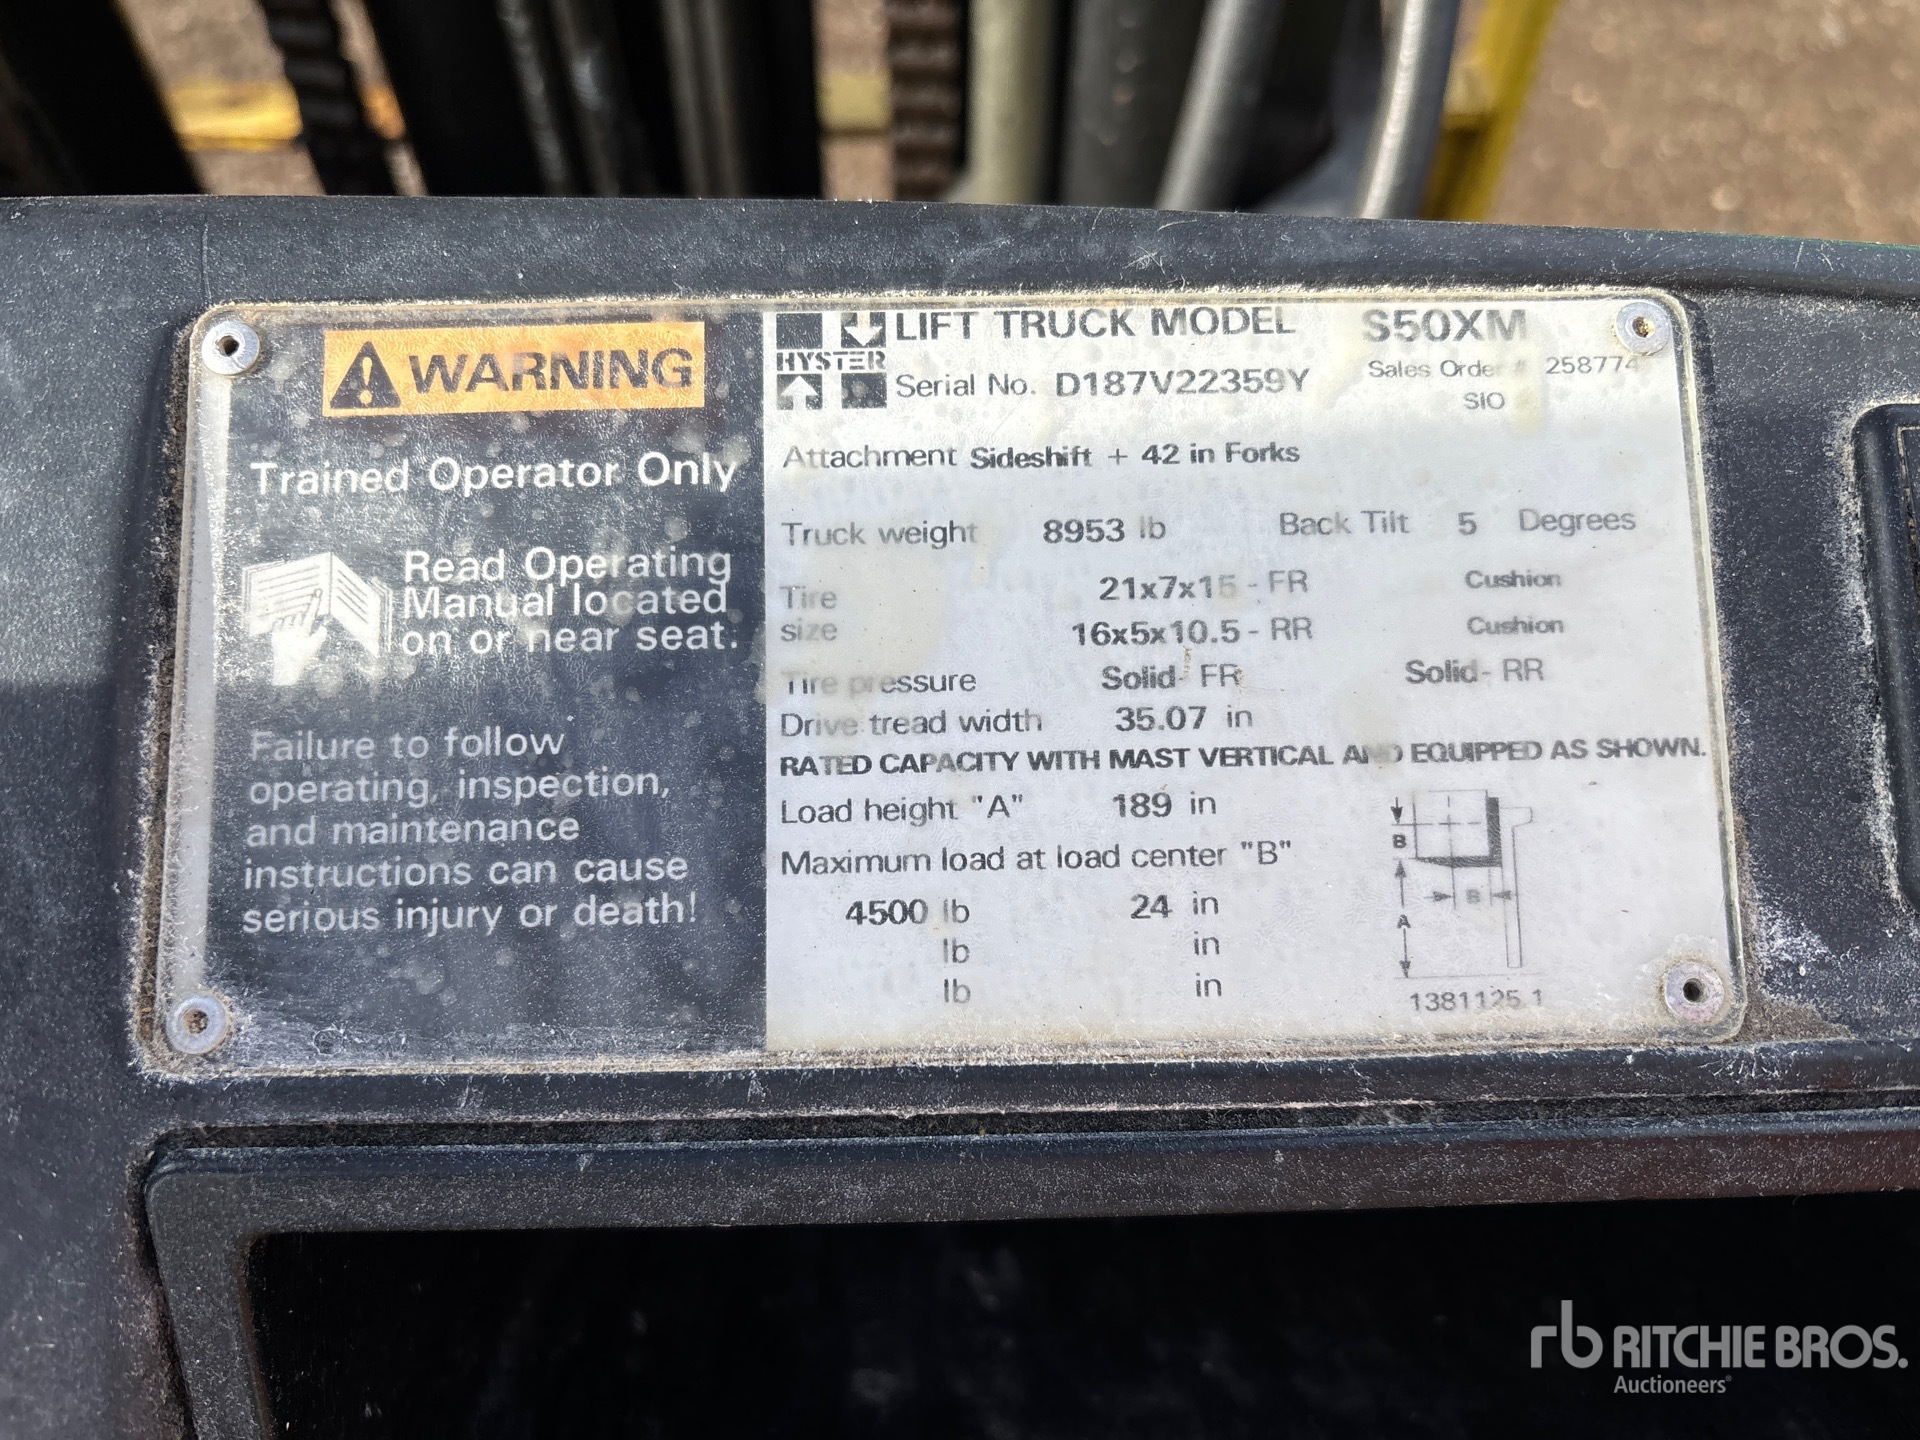 WARNING
Trained Operator Only
Read Operating
Manual located
on or near seat.
Failure to follow
operating, inspection,
and maintenance
instructions can cause
serious injury or death!
HYSTER
LIFT TRUCK MODEL S50XM
Serial No. D187V22359Y
Sales Order # 258774
SIO
Attachment Sideshift + 42 in Forks
Truck weight 8953 lb Back Tilt 5 Degrees
Tire 21x7x15 - FR Cushion
size 16x5x10.5 - RR Cushion
Tire pressure Solid- FR Solid- RR
Drive tread width 35.07 in
RATED CAPACITY WITH MAST VERTICAL AND EQUIPPED AS SHOWN.
Load height "A" 189 in
Maximum load at load center "B"
4500 lb 24 in
lb in
lb in
B
B
A
1381125.1
rb RITCHIE BROS.
Auctioneers